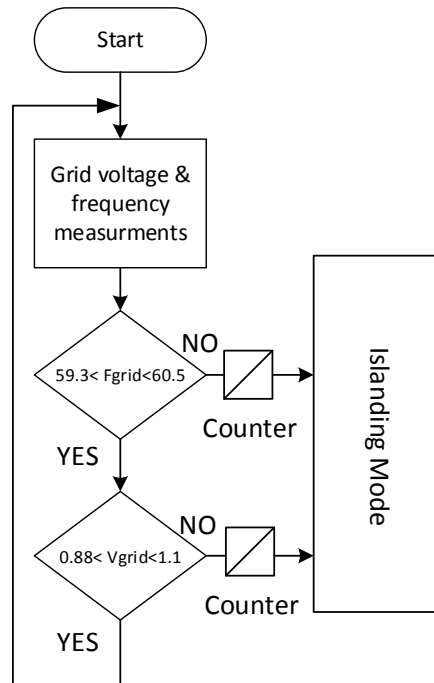 Start
Grid voltage &
frequency
measurments
NO
59.3< Fgrid<60.5
Counter
YES
Islanding Mode
NO
0.88< Vgrid<1.1
Counter
YES